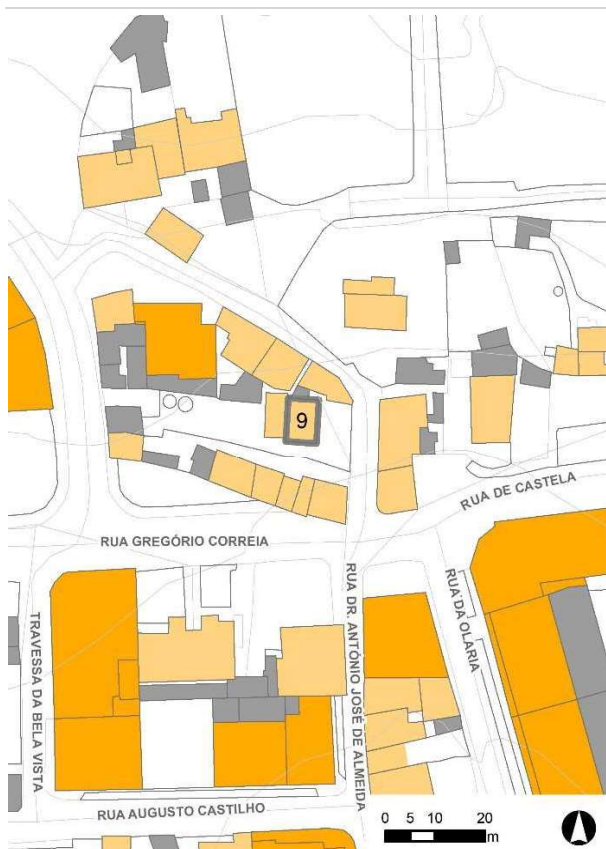 9
RUA DE CASTELA
RUA GREGÓRIO CORREIA
TRAVESSA DA BELA VISTA
RUA DR. ANTÓNIO JOSÉ DE ALMEIDA
RUA DA OLARIA
RUA AUGUSTO CASTILHO
0 5 10 20
m